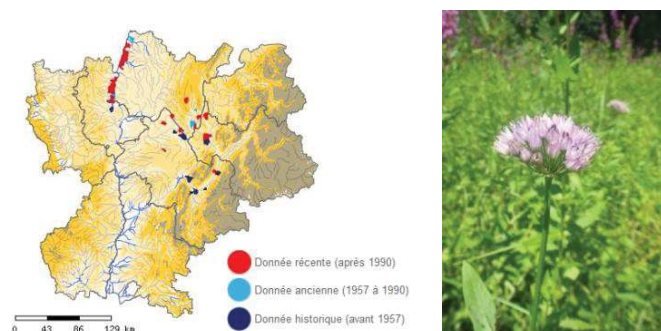 Donnée récente (après 1990)
Donnée ancienne (1957 à 1990)
Donnée historique (avant 1957)
0 43 86 129 km